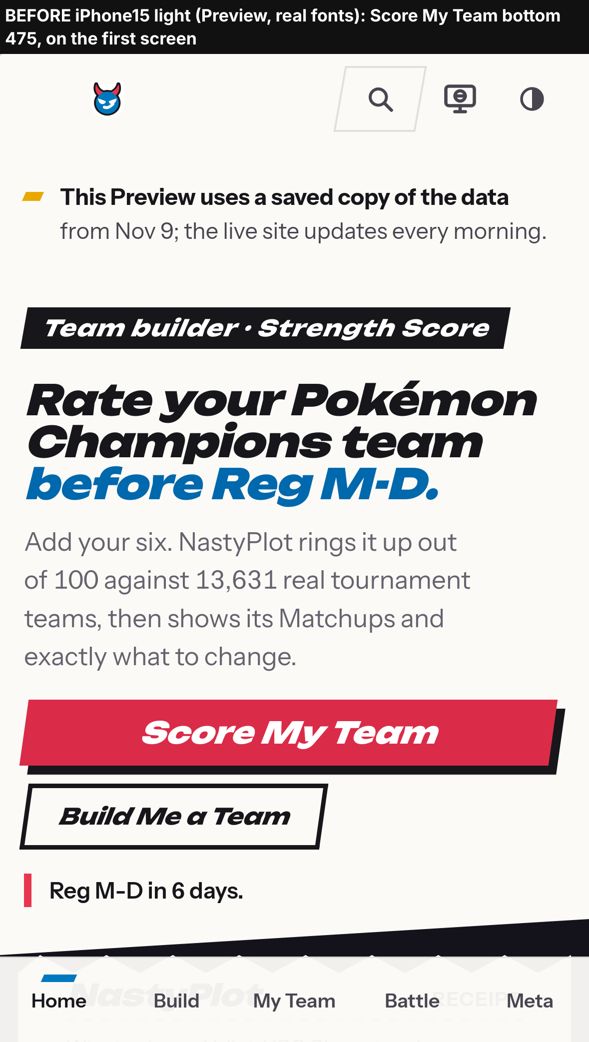 BEFORE iPhone15 light (Preview, real fonts): Score My Team bottom
475, on the first screen
This Preview uses a saved copy of the data
from Nov 9; the live site updates every morning.
Team builder · Strength Score
Rate your Pokémon
Champions team
before Reg M-D.
Add your six. NastyPlot rings it up out
of 100 against 13,631 real tournament
teams, then shows its Matchups and
exactly what to change.
Score My Team
Build Me a Team
Reg M-D in 6 days.
NastyPlot RECEIPT
Home Build My Team Battle Meta